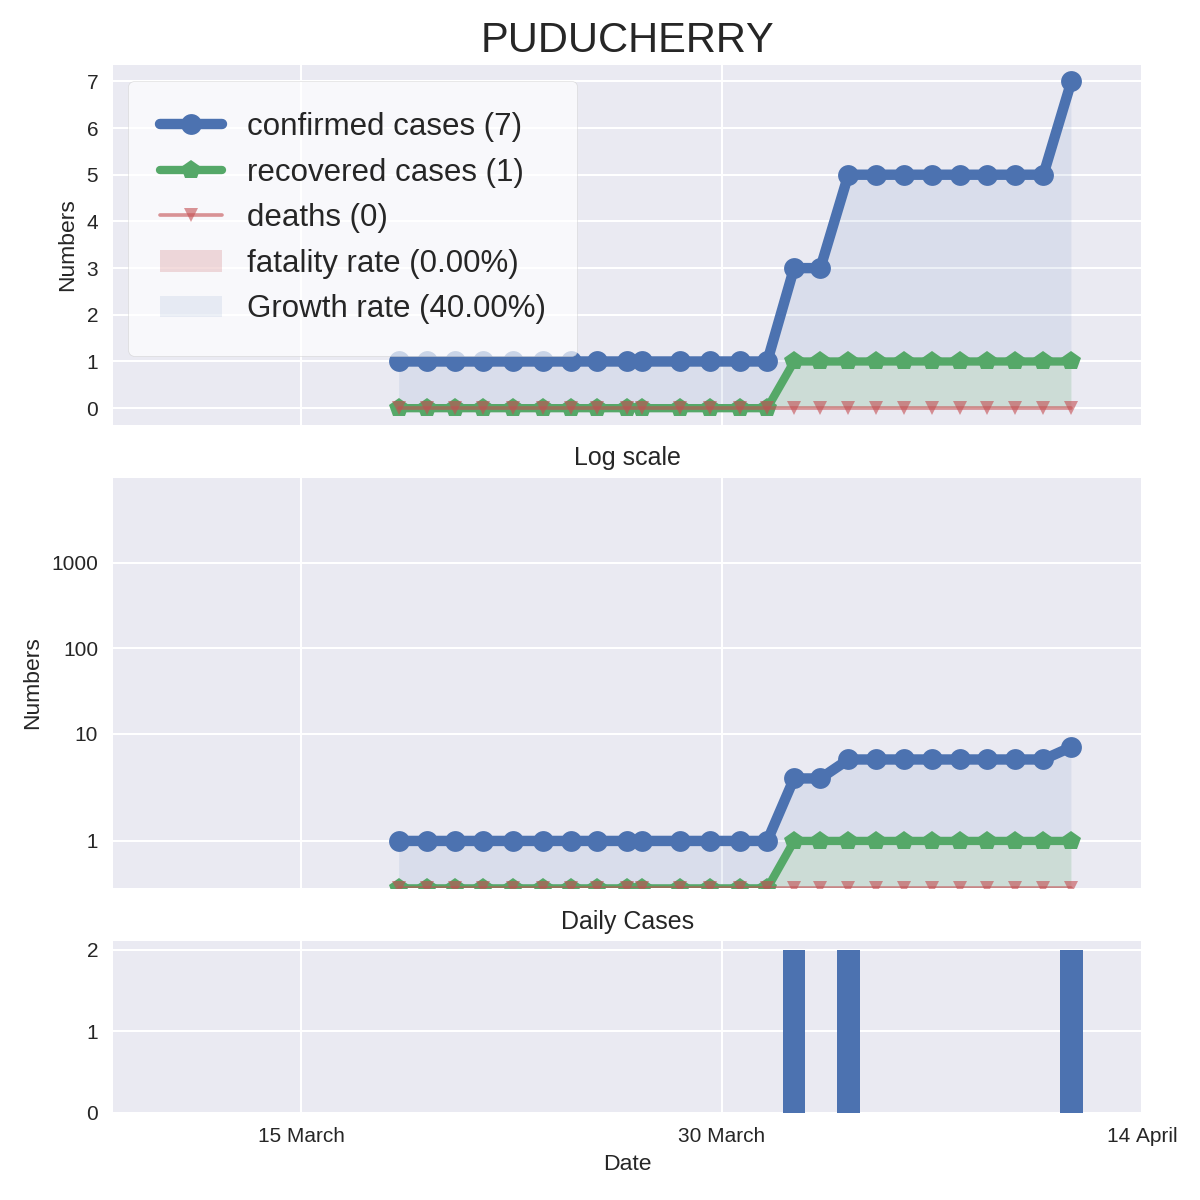 PUDUCHERRY
7
6
5
4
3
2
1
0
Numbers
confirmed cases (7)
recovered cases (1)
deaths (0)
fatality rate (0.00%)
Growth rate (40.00%)
Log scale
1000
100
10
1
Numbers
Daily Cases
2
1
0
15 March
30 March
14 April
Date